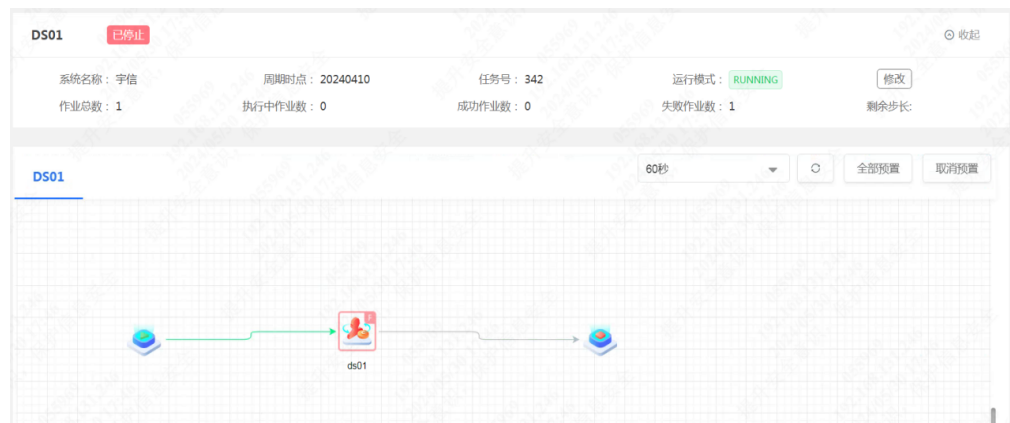 DS01 已停止 收起
系统名称：宇信 周期时点：20240410 任务号：342 运行模式：RUNNING 修改
作业总数：1 执行中作业数：0 成功作业数：0 失败作业数：1 剩余步长:
DS01 60秒 全部预置 取消预置
F
ds01